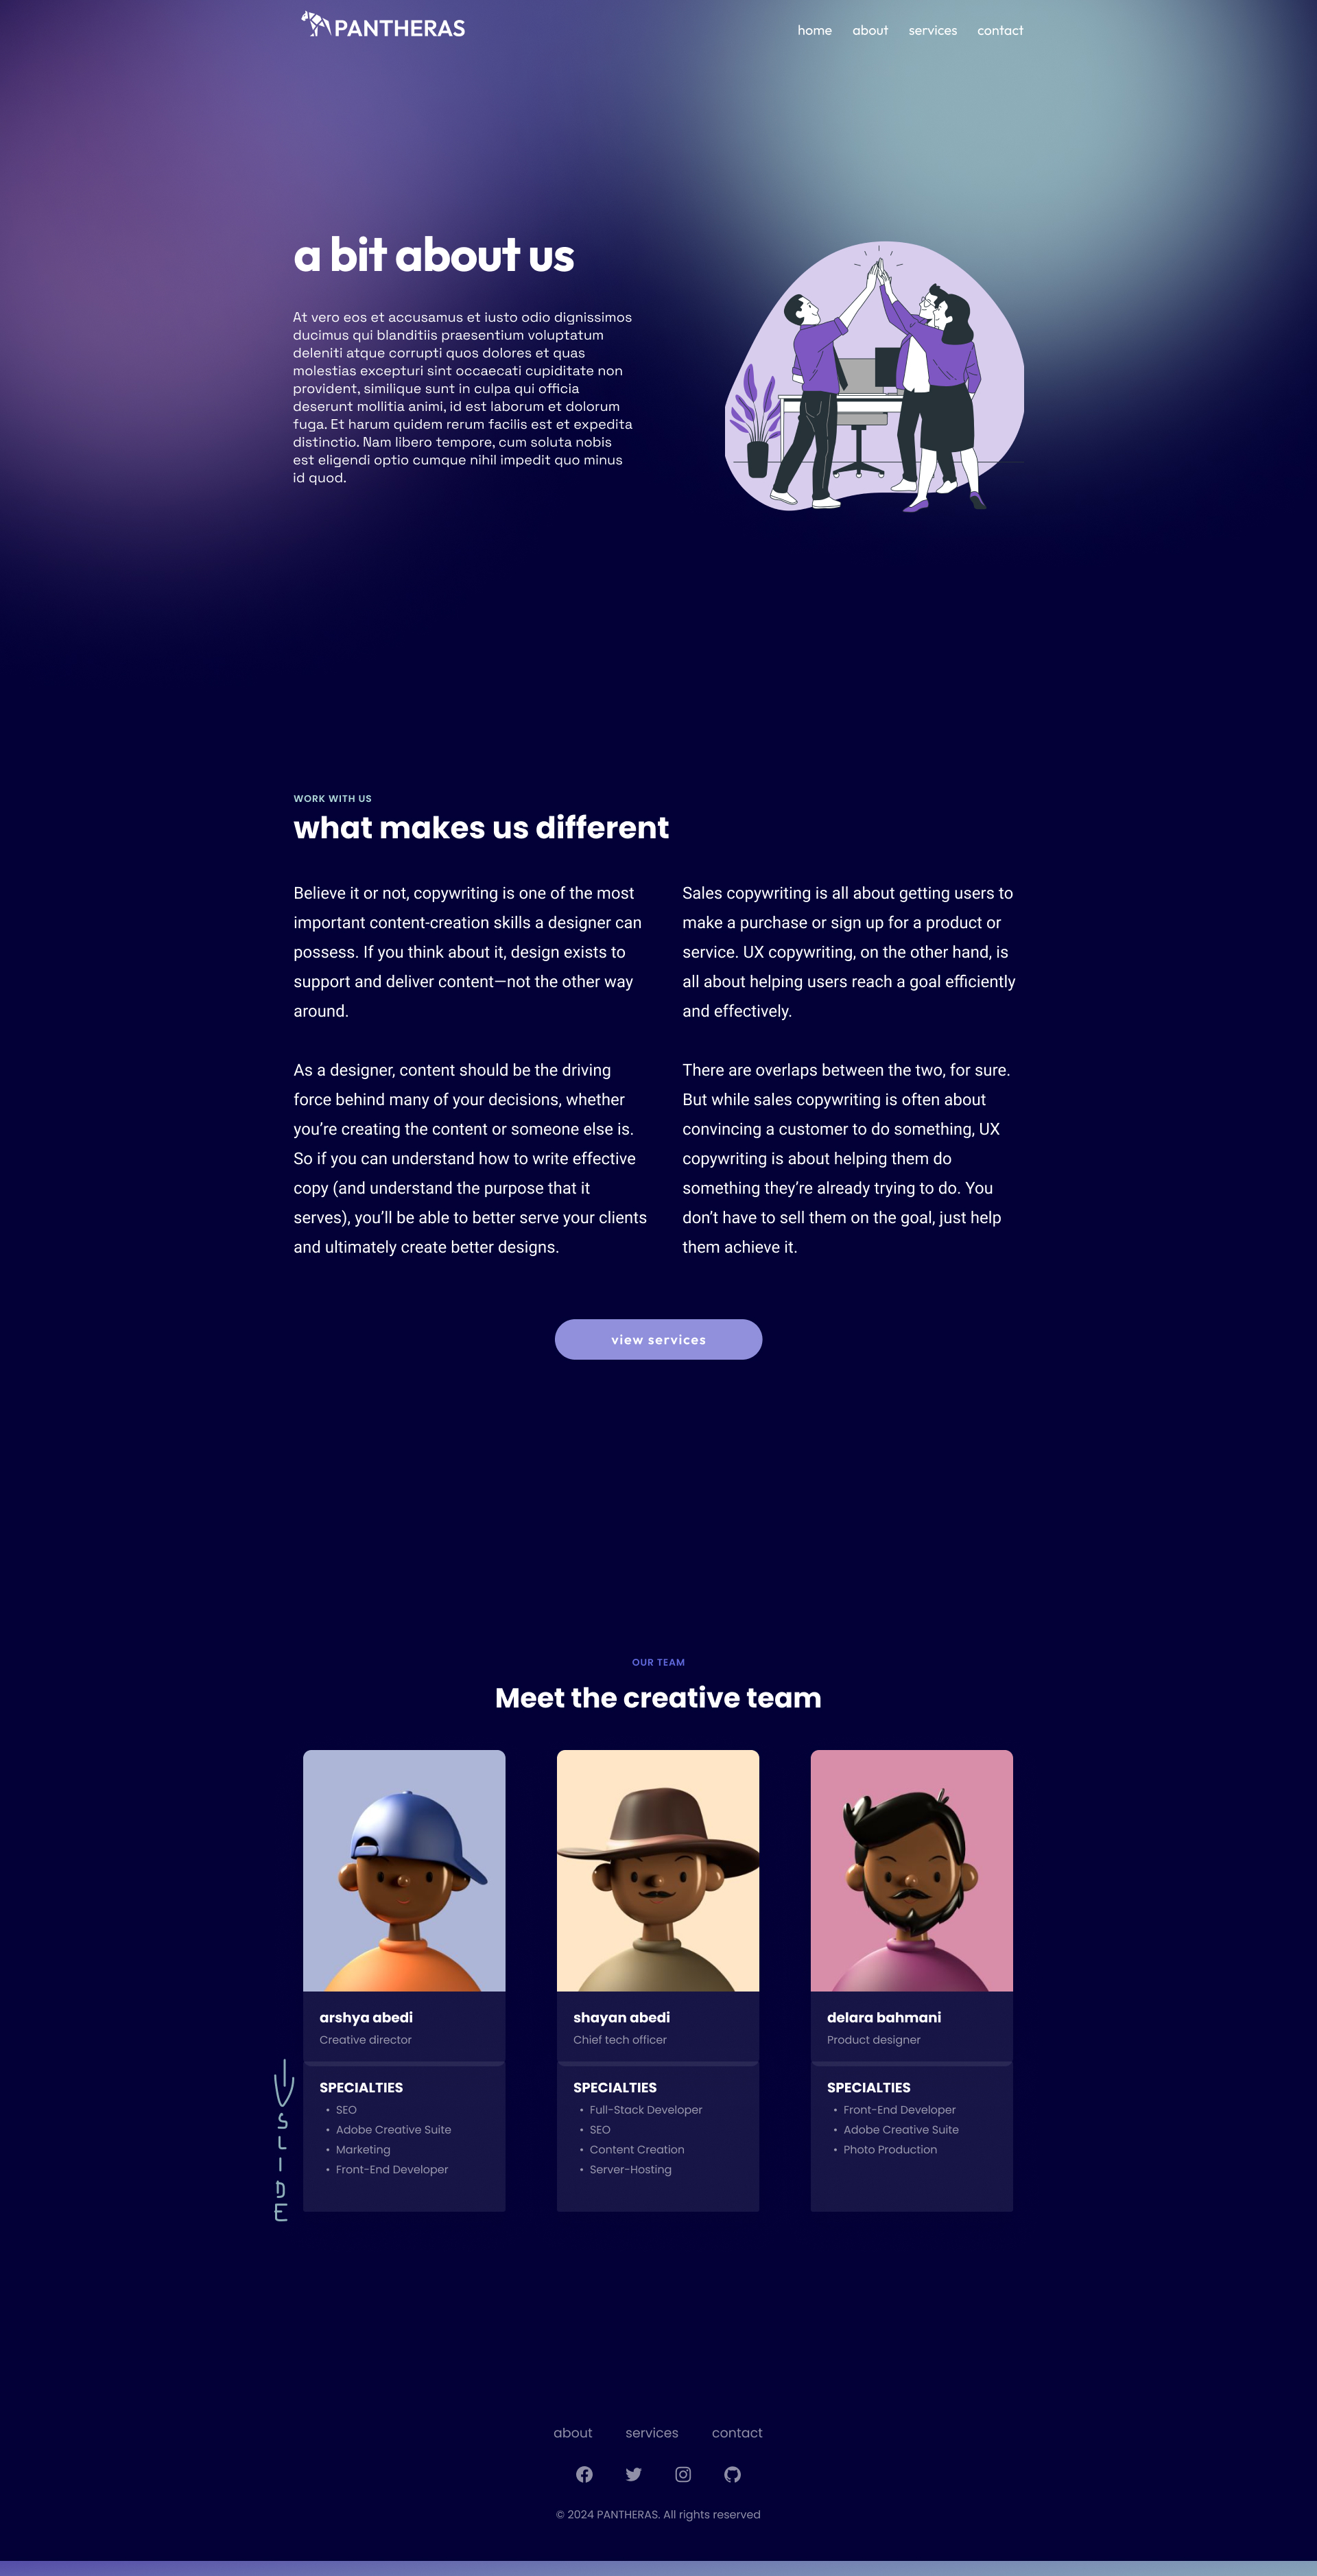 PANTHERAS
home about services contact
a bit about us
At vero eos et accusamus et iusto odio dignissimos
ducimus qui blanditiis praesentium voluptatum
deleniti atque corrupti quos dolores et quas
molestias excepturi sint occaecati cupiditate non
provident, similique sunt in culpa qui officia
deserunt mollitia animi, id est laborum et dolorum
fuga. Et harum quidem rerum facilis est et expedita
distinctio. Nam libero tempore, cum soluta nobis
est eligendi optio cumque nihil impedit quo minus
id quod.
WORK WITH US
what makes us different
Believe it or not, copywriting is one of the most
important content-creation skills a designer can
possess. If you think about it, design exists to
support and deliver content—not the other way
around.
As a designer, content should be the driving
force behind many of your decisions, whether
you’re creating the content or someone else is.
So if you can understand how to write effective
copy (and understand the purpose that it
serves), you’ll be able to better serve your clients
and ultimately create better designs.
Sales copywriting is all about getting users to
make a purchase or sign up for a product or
service. UX copywriting, on the other hand, is
all about helping users reach a goal efficiently
and effectively.
There are overlaps between the two, for sure.
But while sales copywriting is often about
convincing a customer to do something, UX
copywriting is about helping them do
something they’re already trying to do. You
don’t have to sell them on the goal, just help
them achieve it.
view services
OUR TEAM
Meet the creative team
arshya abedi
Creative director
SPECIALTIES
• SEO
• Adobe Creative Suite
• Marketing
• Front-End Developer
shayan abedi
Chief tech officer
SPECIALTIES
• Full-Stack Developer
• SEO
• Content Creation
• Server-Hosting
delara bahmani
Product designer
SPECIALTIES
• Front-End Developer
• Adobe Creative Suite
• Photo Production
SLIDE
about services contact
© 2024 PANTHERAS. All rights reserved